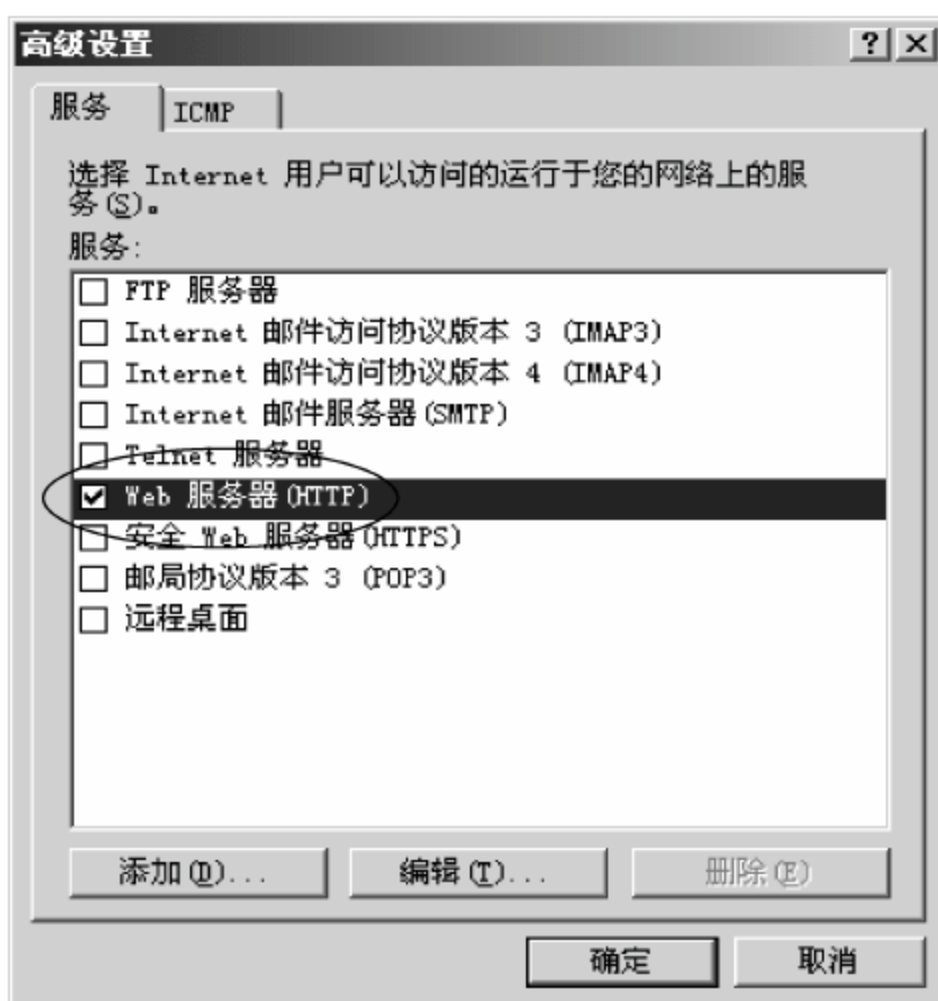 高级设置
服务
ICMP
选择 Internet 用户可以访问的运行于您的网络上的服
务(S)。
服务:
FTP 服务器
Internet 邮件访问协议版本 3 (IMAP3)
Internet 邮件访问协议版本 4 (IMAP4)
Internet 邮件服务器(SMTP)
Telnet 服务器
Web 服务器(HTTP)
安全 Web 服务器(HTTPS)
邮局协议版本 3 (POP3)
远程桌面
添加(D)...
编辑(T)...
删除(E)
确定
取消